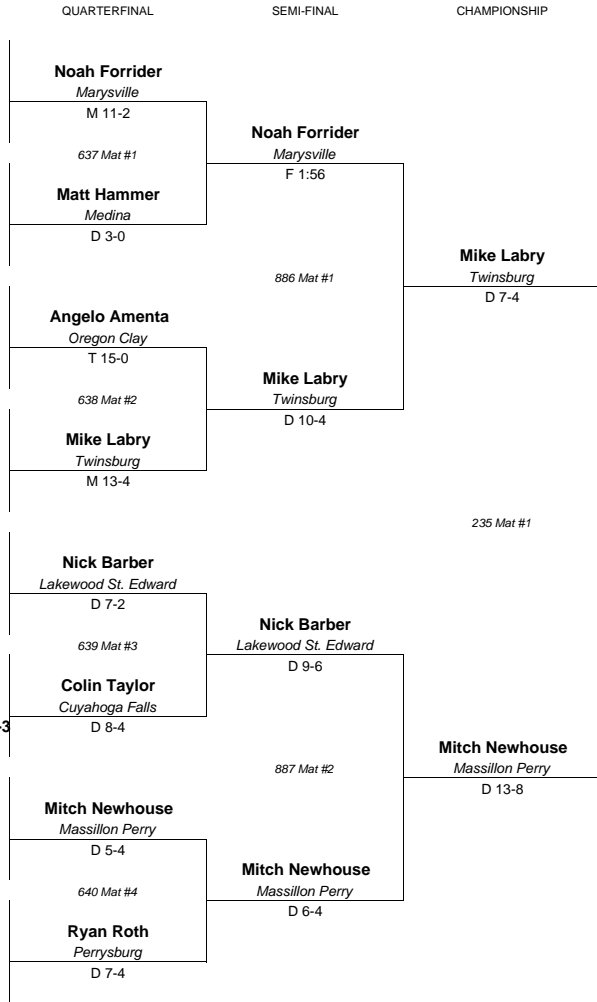 QUARTERFINAL
SEMI-FINAL
CHAMPIONSHIP
Noah Forrider
Marysville
M 11-2
637 Mat #1
Matt Hammer
Medina
D 3-0
Angelo Amenta
Oregon Clay
T 15-0
638 Mat #2
Mike Labry
Twinsburg
M 13-4
Nick Barber
Lakewood St. Edward
D 7-2
639 Mat #3
Colin Taylor
Cuyahoga Falls
-3
D 8-4
Mitch Newhouse
Massillon Perry
D 5-4
640 Mat #4
Ryan Roth
Perrysburg
D 7-4
Noah Forrider
Marysville
F 1:56
886 Mat #1
Mike Labry
Twinsburg
D 10-4
Nick Barber
Lakewood St. Edward
D 9-6
887 Mat #2
Mitch Newhouse
Massillon Perry
D 6-4
Mike Labry
Twinsburg
D 7-4
235 Mat #1
Mitch Newhouse
Massillon Perry
D 13-8